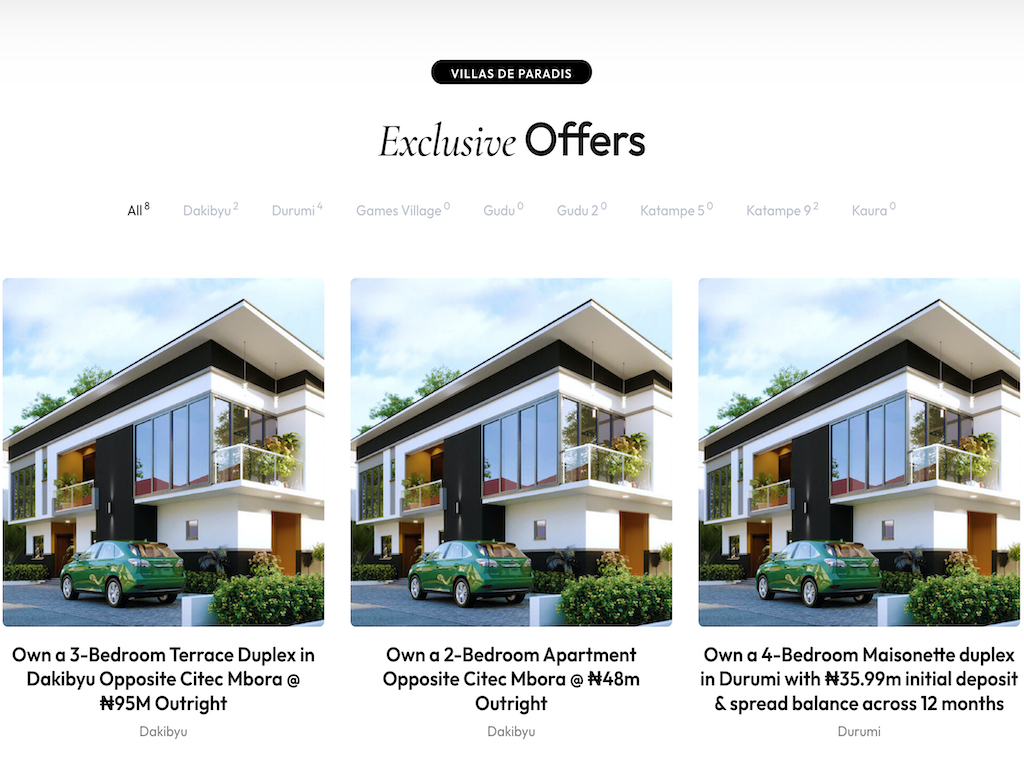 VILLAS DE PARADIS
Exclusive Offers
All 8 Dakibyu 2 Durumi 4 Games Village 0 Gudu 0 Gudu 2 0 Katampe 5 0 Katampe 9 2 Kaura 0
Own a 3-Bedroom Terrace Duplex in
Dakibyu Opposite Citec Mbora @
₦95M Outright
Dakibyu
Own a 2-Bedroom Apartment
Opposite Citec Mbora @ ₦48m
Outright
Dakibyu
Own a 4-Bedroom Maisonette duplex
in Durumi with ₦35.99m initial deposit
& spread balance across 12 months
Durumi